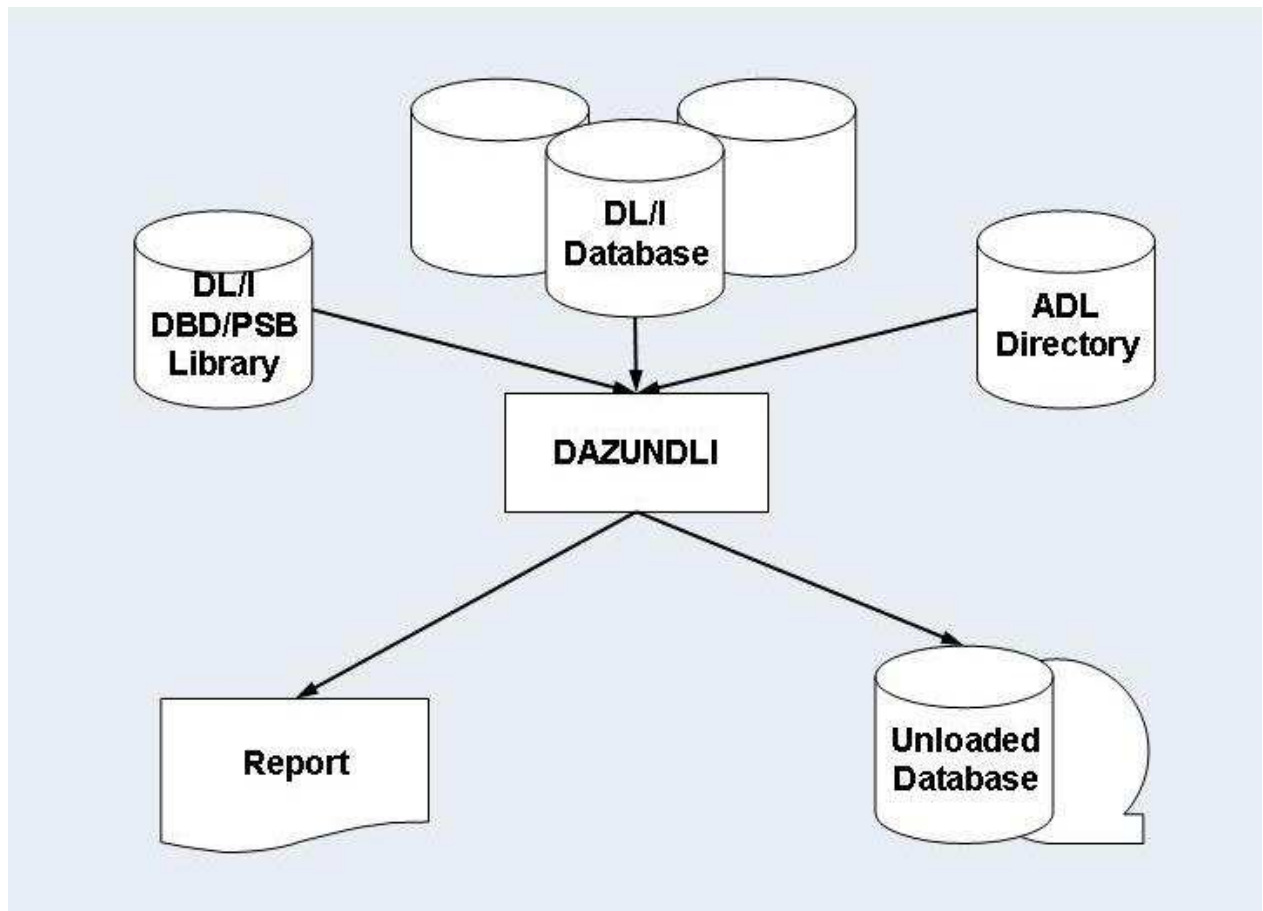 DL/I
Database
DL/I
DBD/PSB
Library
ADL
Directory
DAZUNDLI
Report
Unloaded
Database